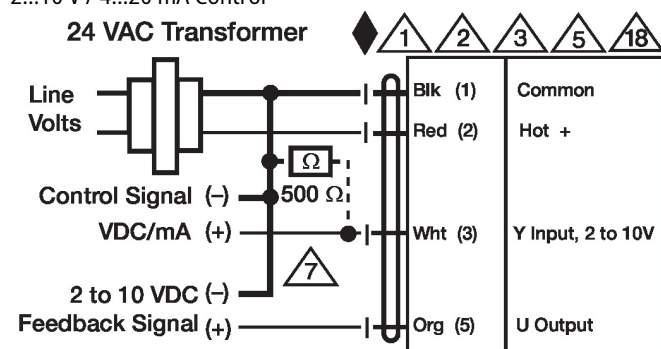 2...10 V / 4...20 mA Control
24 VAC Transformer
1 2 3 5 18
Line
Volts
Blk (1) Common
Red (2) Hot +
Ω
500 Ω
Control Signal (–)
VDC/mA (+)
Wht (3) Y Input, 2 to 10V
7
2 to 10 VDC (–)
Feedback Signal (+)
Org (5) U Output